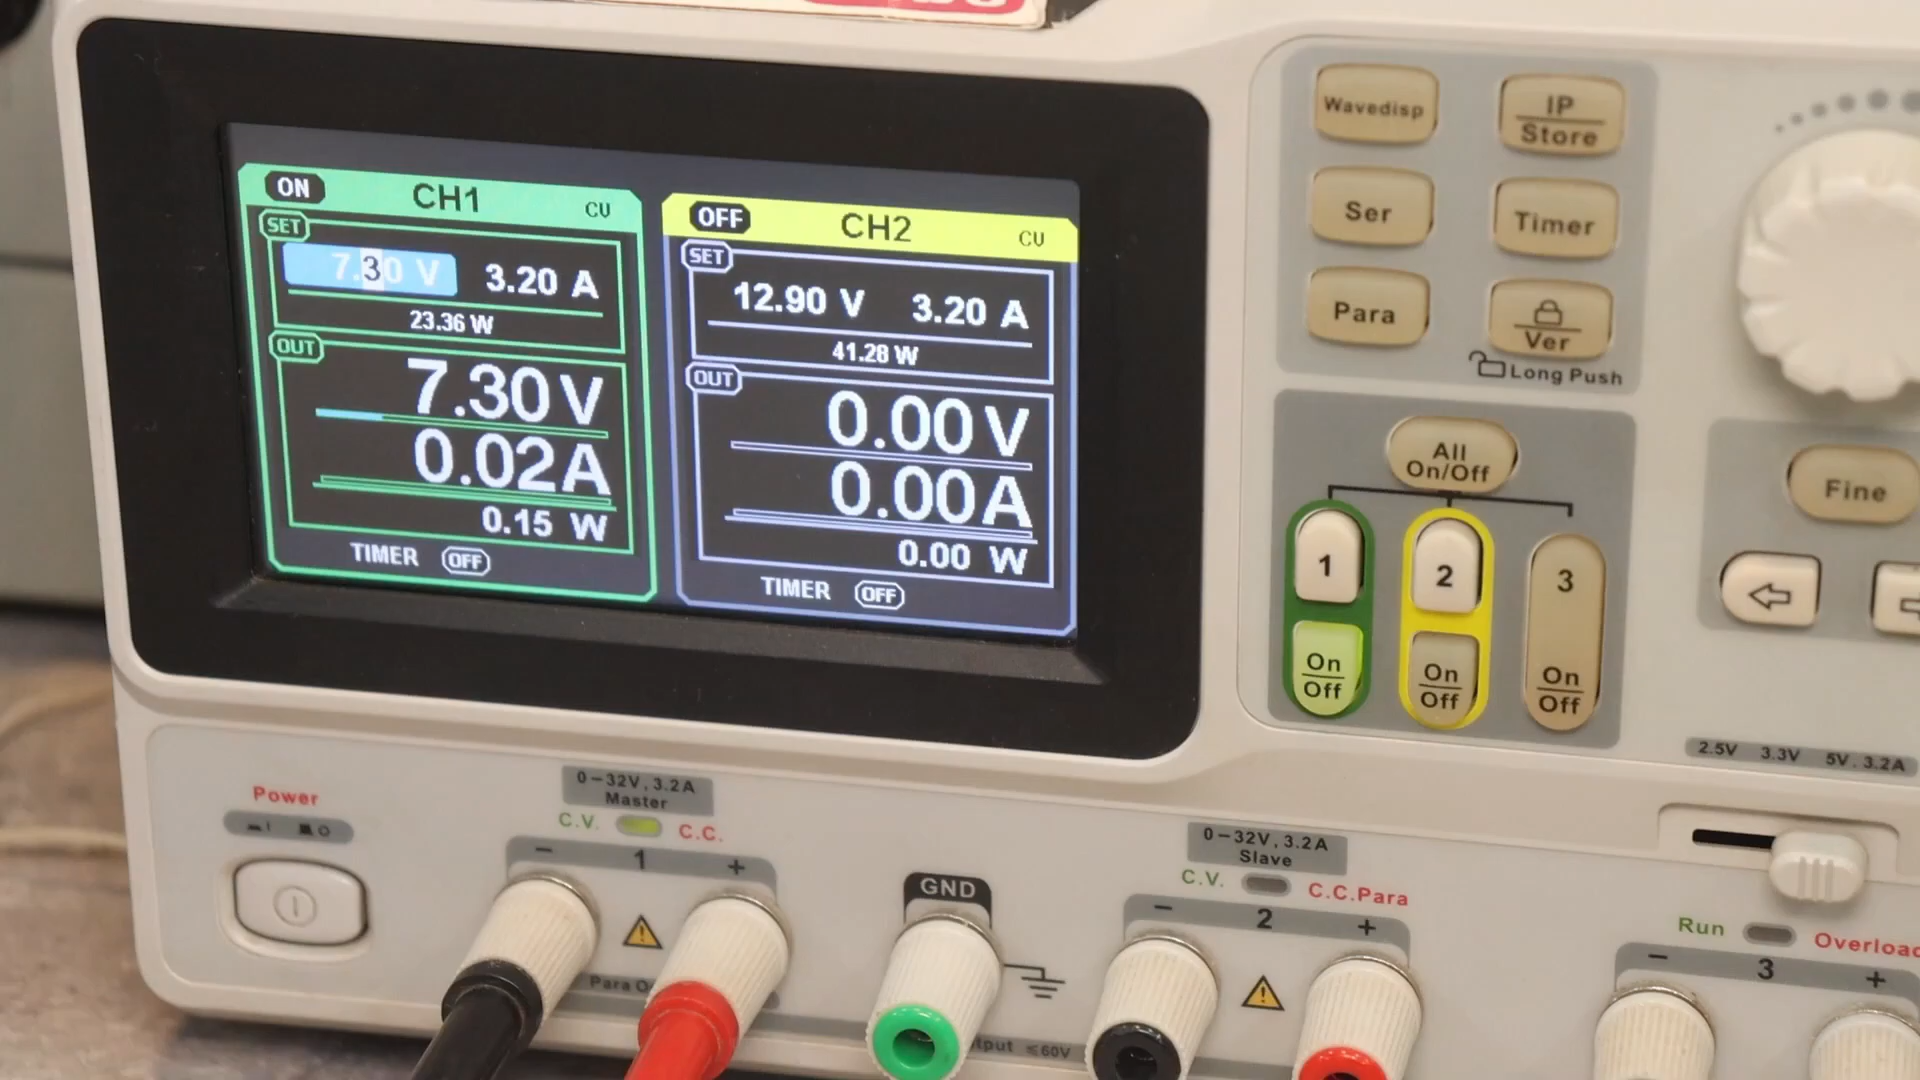 ON CH1 CV
SET
7.30 V 3.20 A
23.36 W
OUT
7.30 V
0.02 A
0.15 W
TIMER OFF
OFF CH2 CV
SET
12.90 V 3.20 A
41.28 W
OUT
0.00 V
0.00 A
0.00 W
TIMER OFF
Wavedisp
IP
Store
Ser
Timer
Para
Ver
Long Push
All
On/Off
1
2
3
On
Off
On
Off
On
Off
Fine
2.5V 3.3V 5V . 3.2A
Power
I O
0-32V, 3.2A
Master
C.V. C.C.
- 1 +
Para
GND
0-32V, 3.2A
Slave
C.V. C.C.Para
- 2 +
≤60V
Run
- 3 +